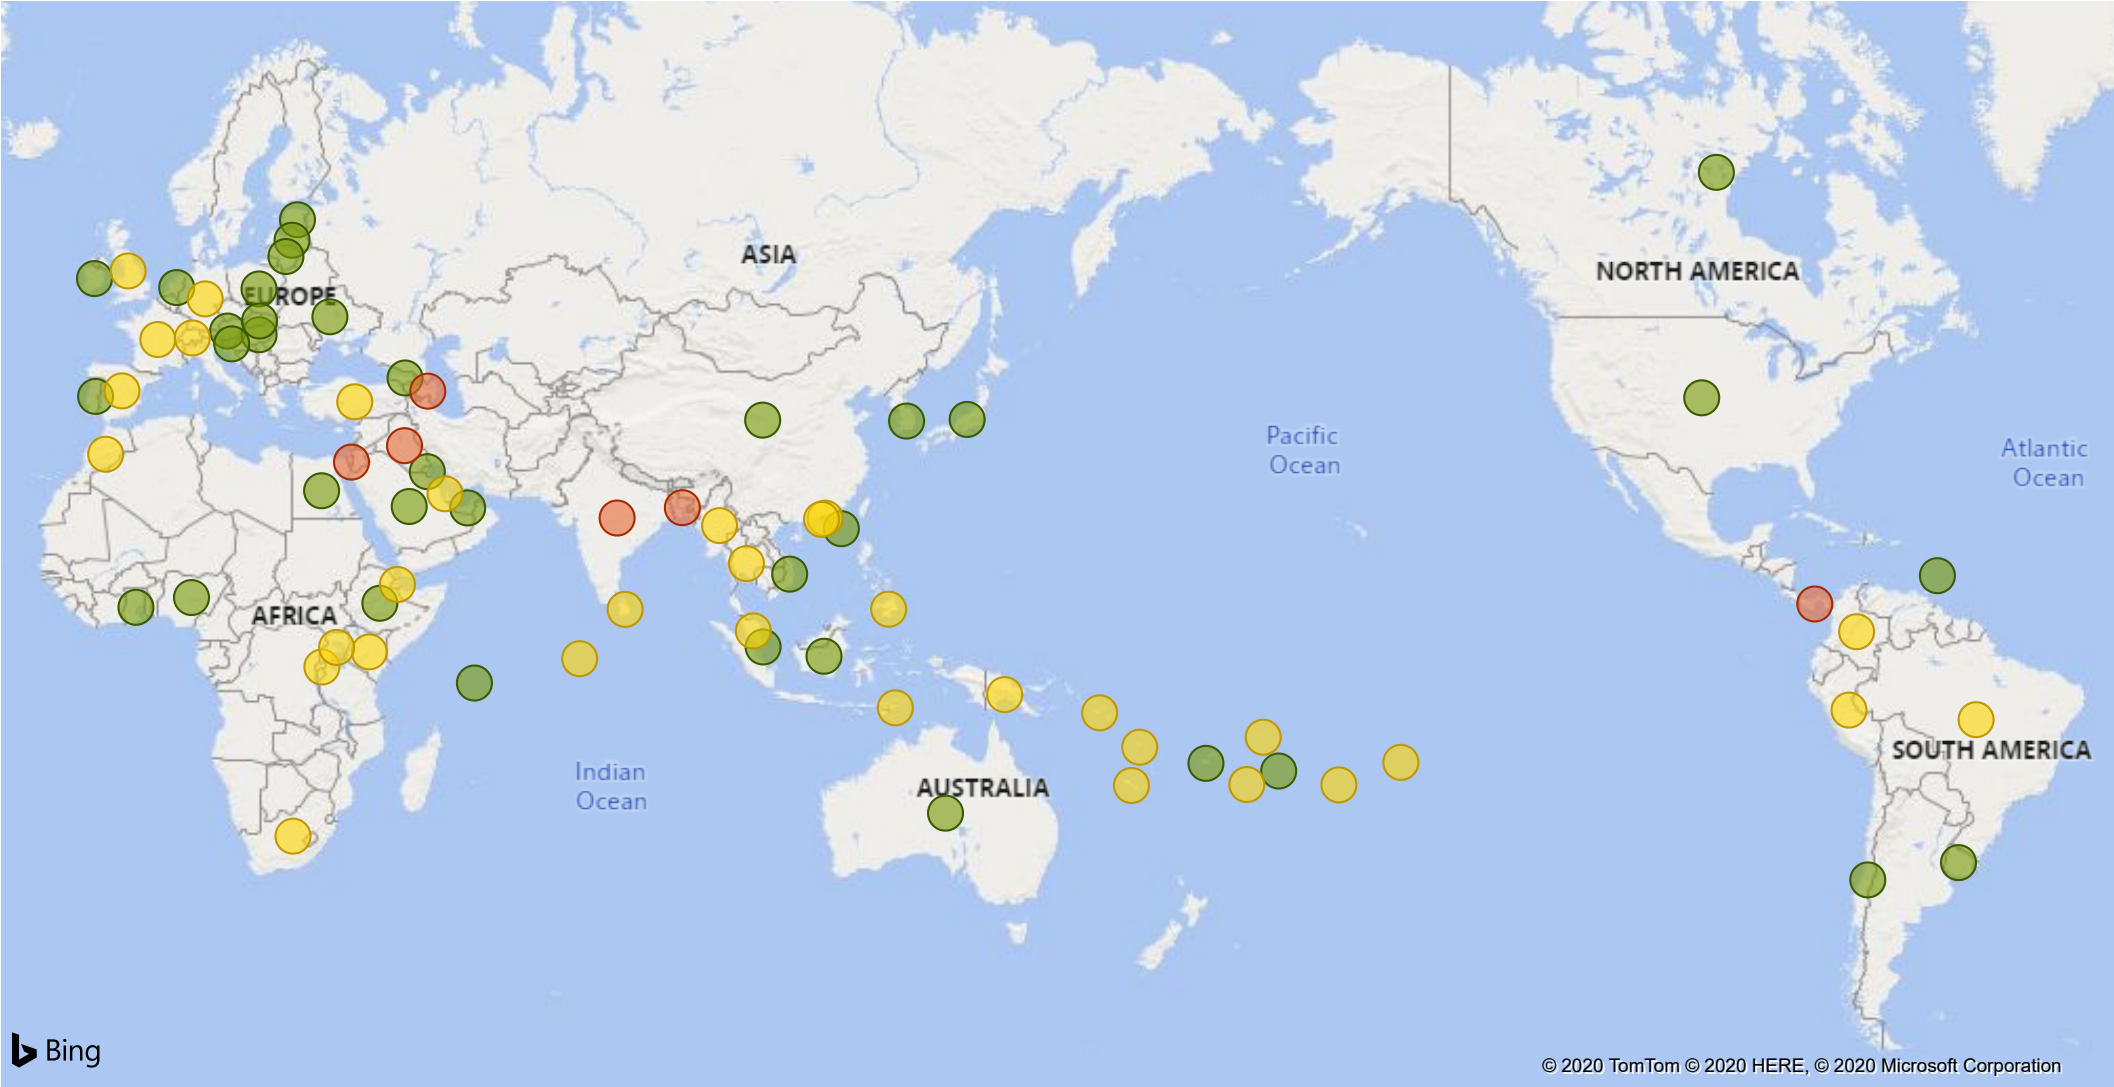 ASIA
NORTH AMERICA
EUROPE
Pacific
Ocean
Atlantic
Ocean
AFRICA
SOUTH AMERICA
Indian
Ocean
AUSTRALIA
Bing
© 2020 TomTom © 2020 HERE, © 2020 Microsoft Corporation